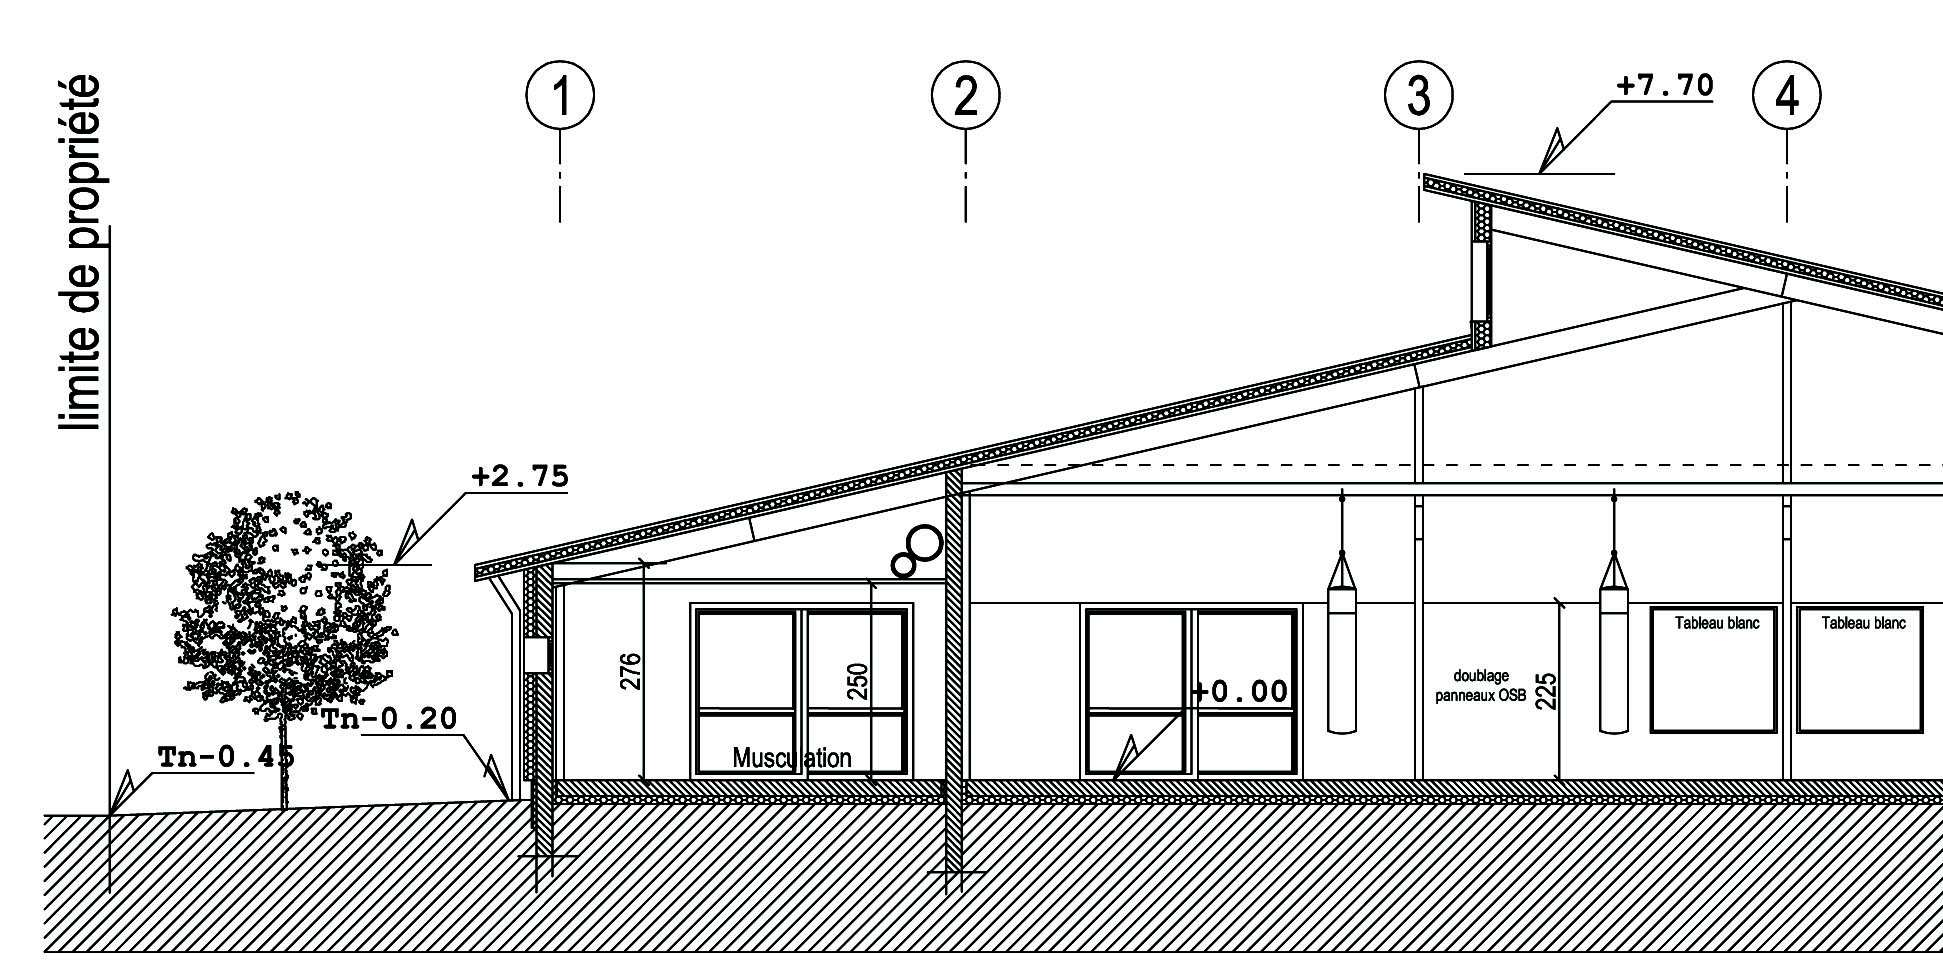 limite de propriété
1
2
3
4
+7.70
+2.75
Tableau blanc
Tableau blanc
276
250
+0.00
doublage
panneaux OSB
225
Tn-0.20
Tn-0.45
Musculation